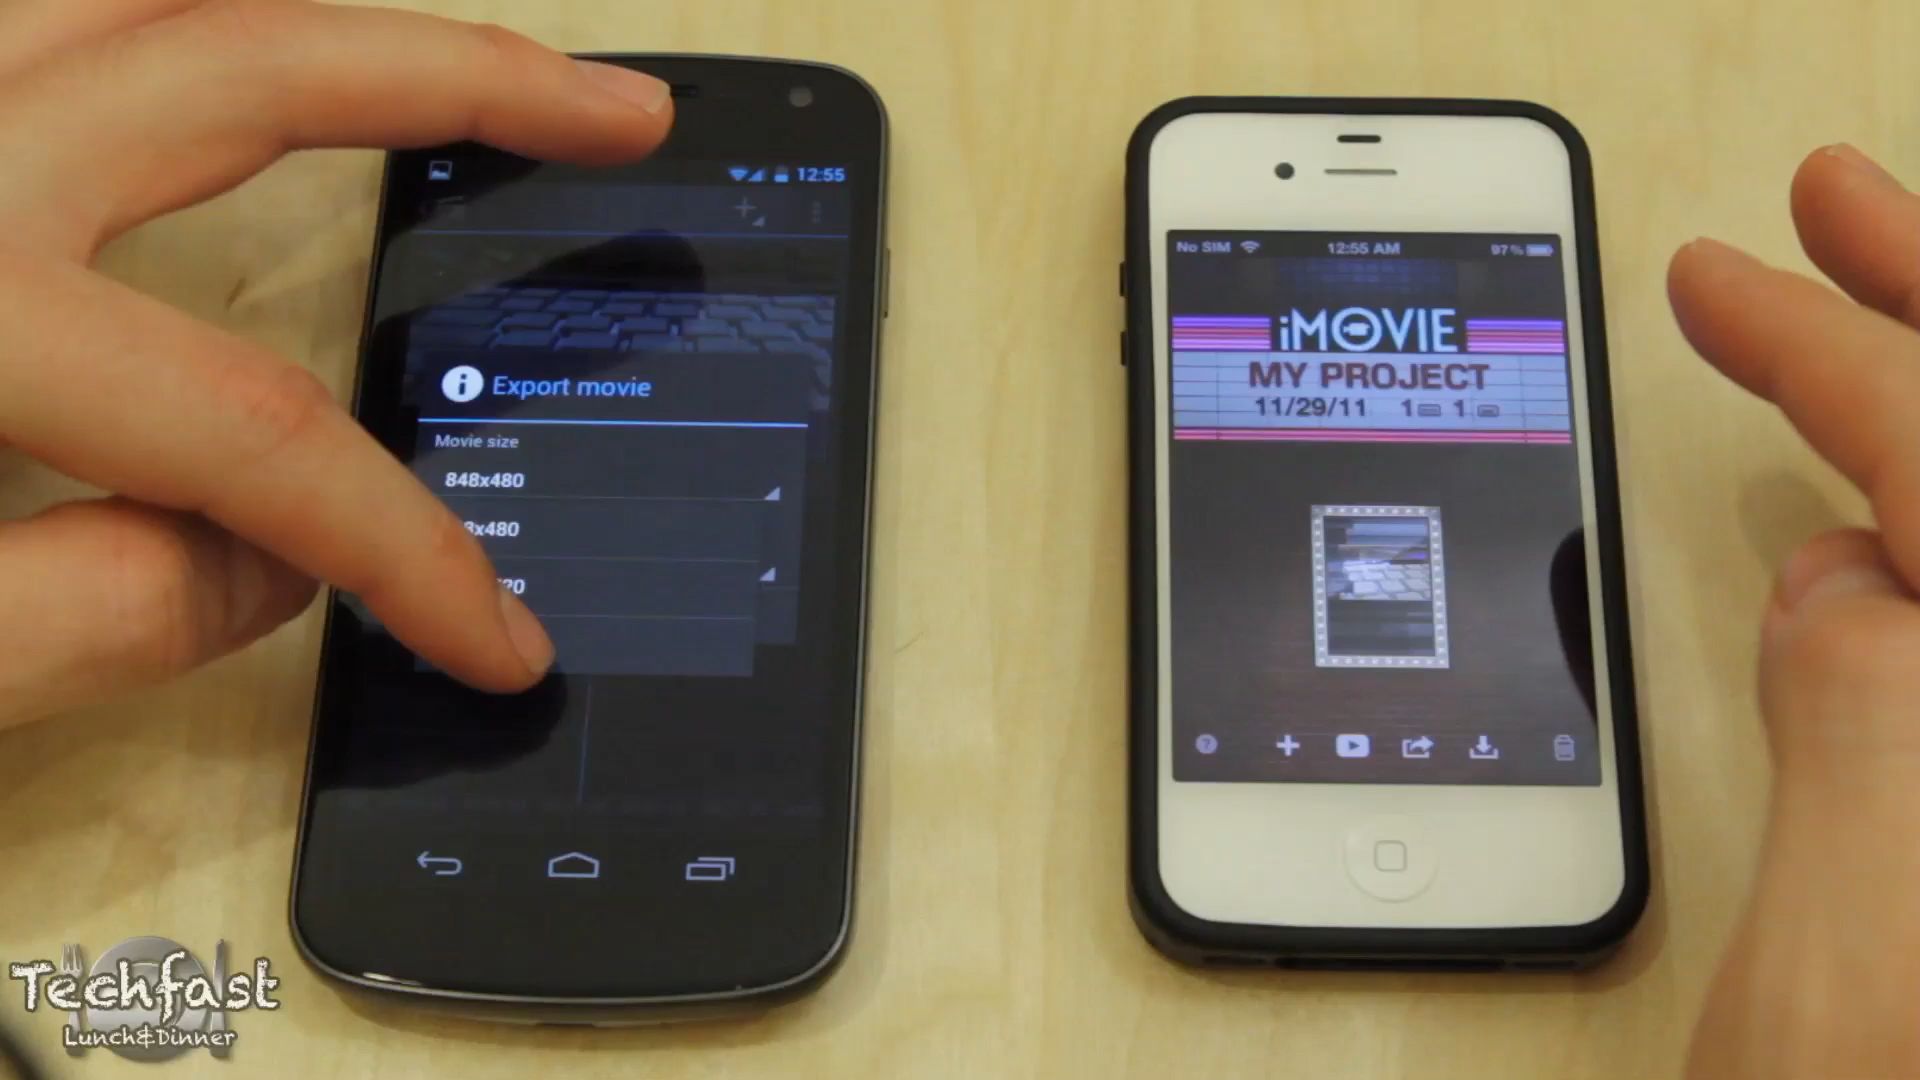 12:55
Export movie
Movie size
848x480
No SIM
12:55 AM
97%
iMOVIE
MY PROJECT
11/29/11 1 1
Techfast
Lunch&Dinner